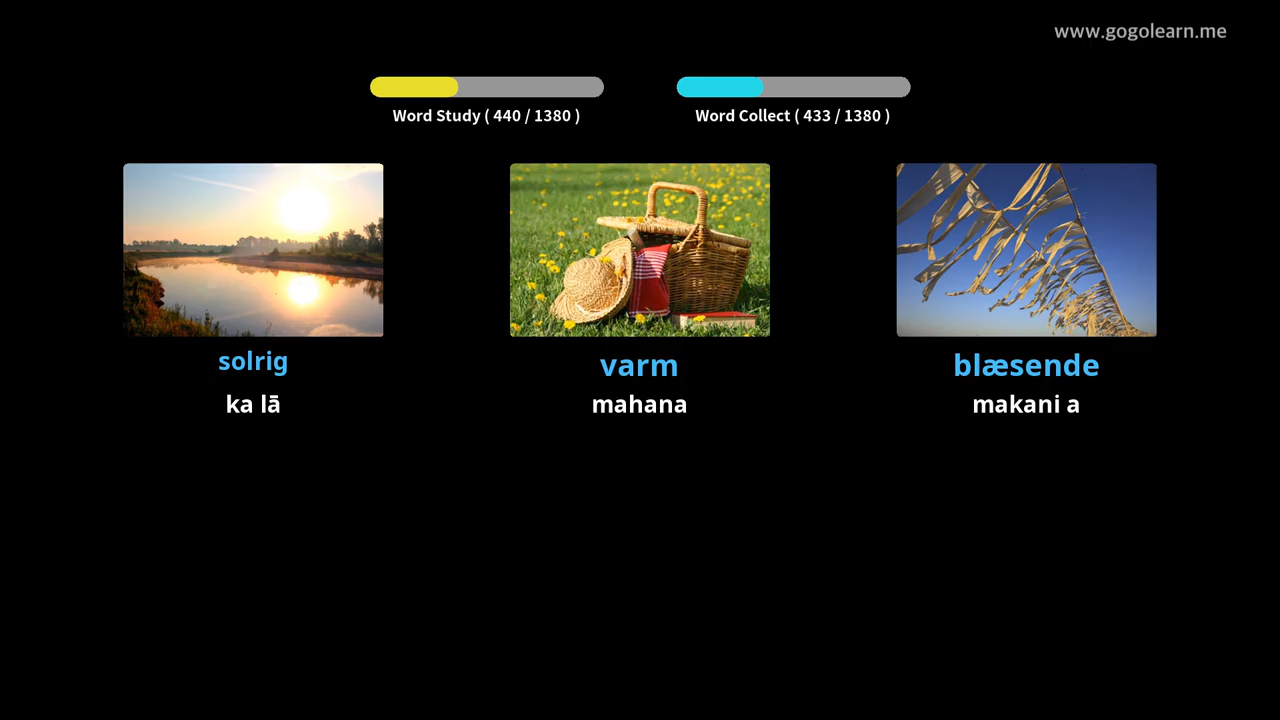 www.gogolearn.me
Word Study ( 440 / 1380 )
Word Collect ( 433 / 1380 )
solrig
varm
blæsende
ka lā
mahana
makani a